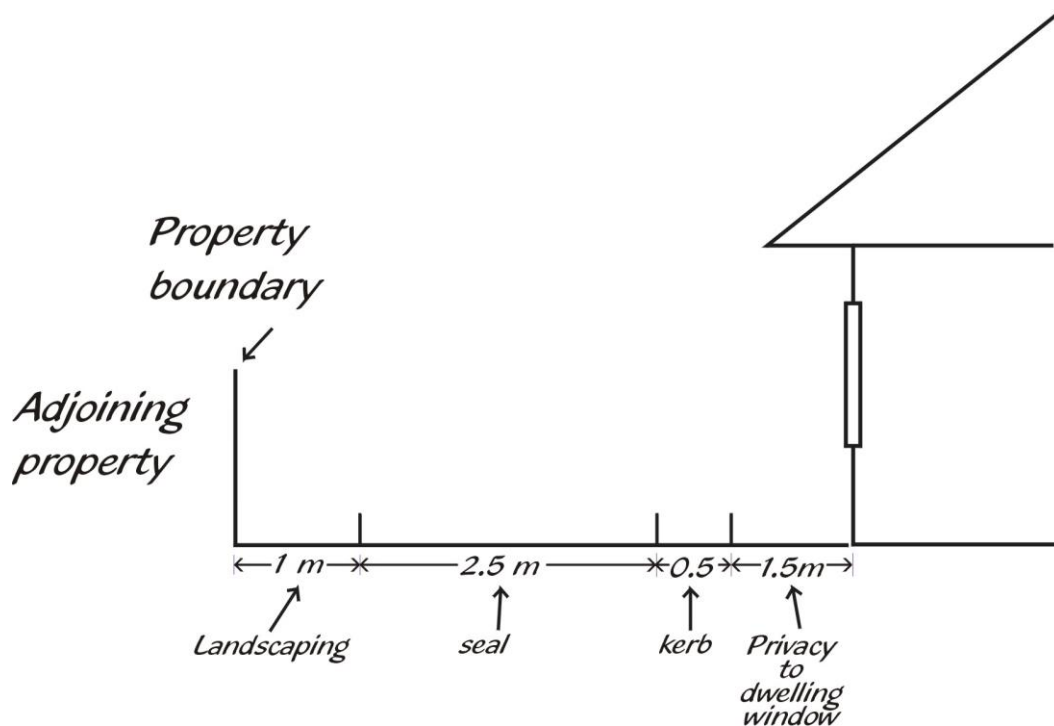 Property
boundary
Adjoining
property
1 m
2.5 m
0.5
1.5m
Landscaping
seal
kerb
Privacy
to
dwelling
window